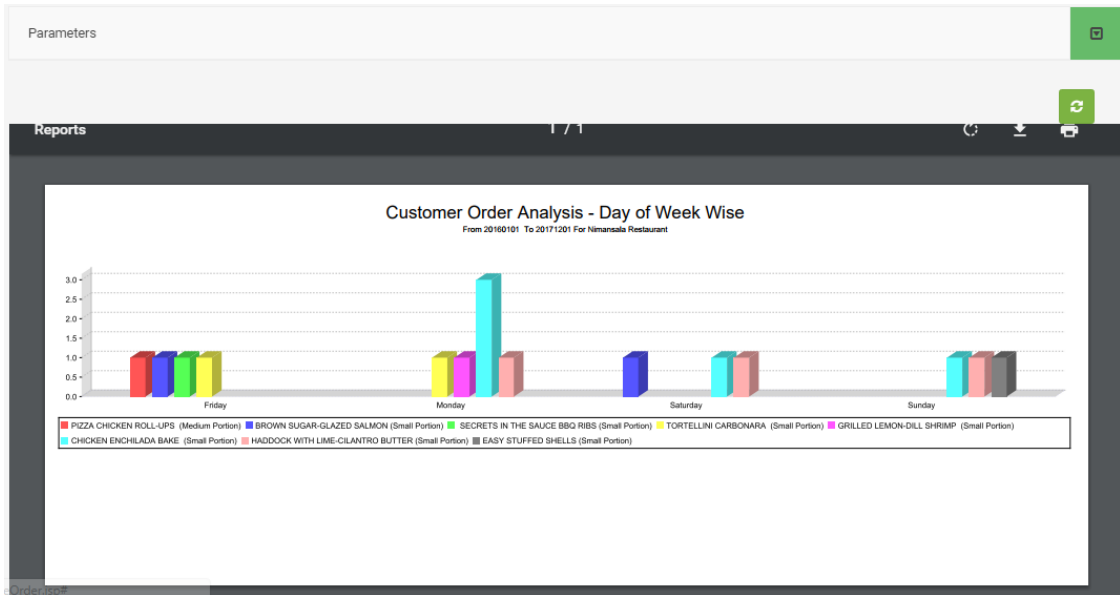 Parameters
Reports
1 / 1
Customer Order Analysis - Day of Week Wise
From 20160101 To 20171201 For Nimansala Restaurant
3.0
2.5
2.0
1.5
1.0
0.5
0.0
Friday Monday Saturday Sunday
PIZZA CHICKEN ROLL-UPS (Medium Portion) BROWN SUGAR-GLAZED SALMON (Small Portion) SECRETS IN THE SAUCE BBQ RIBS (Small Portion) TORTELLINI CARBONARA (Small Portion) GRILLED LEMON-DILL SHRIMP (Small Portion)
CHICKEN ENCHILADA BAKE (Small Portion) HADDOCK WITH LIME-CILANTRO BUTTER (Small Portion) EASY STUFFED SHELLS (Small Portion)